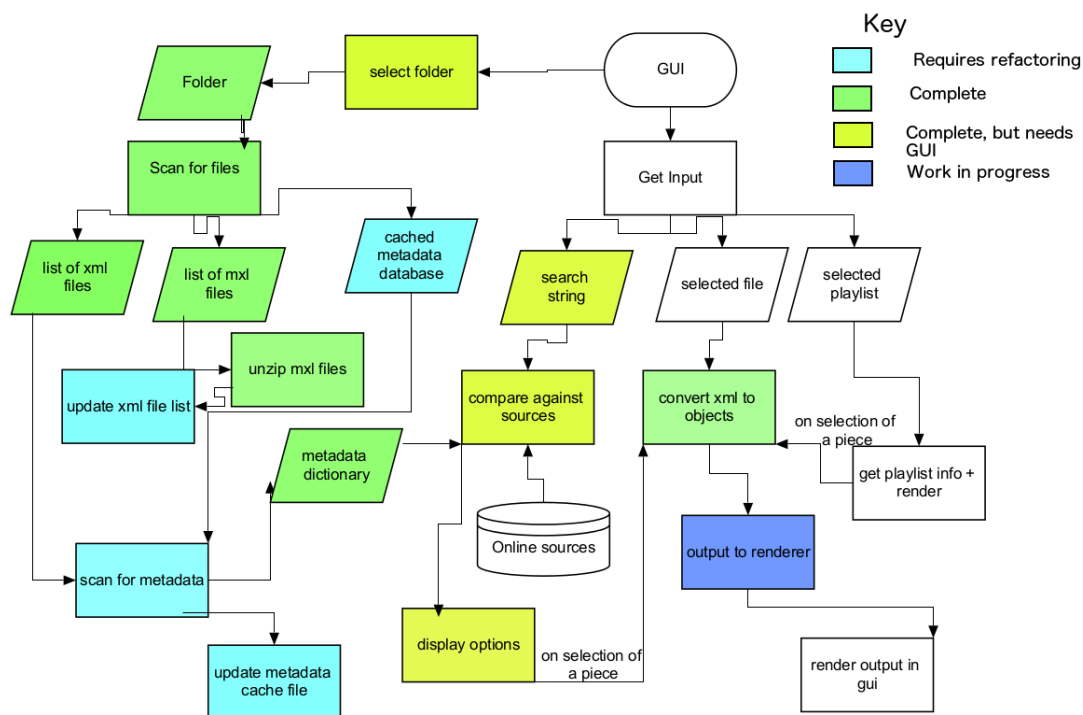 Key
Requires refactoring
Complete
Complete, but needs
GUI
Work in progress
GUI
select folder
Folder
Scan for files
Get Input
list of xml
files
list of mxl
files
cached
metadata
database
search
string
selected file
selected
playlist
unzip mxl files
update xml file list
compare against
sources
convert xml to
objects
on selection of
a piece
metadata
dictionary
get playlist info +
render
Online sources
output to renderer
scan for metadata
display options
on selection of
a piece
render output in
gui
update metadata
cache file